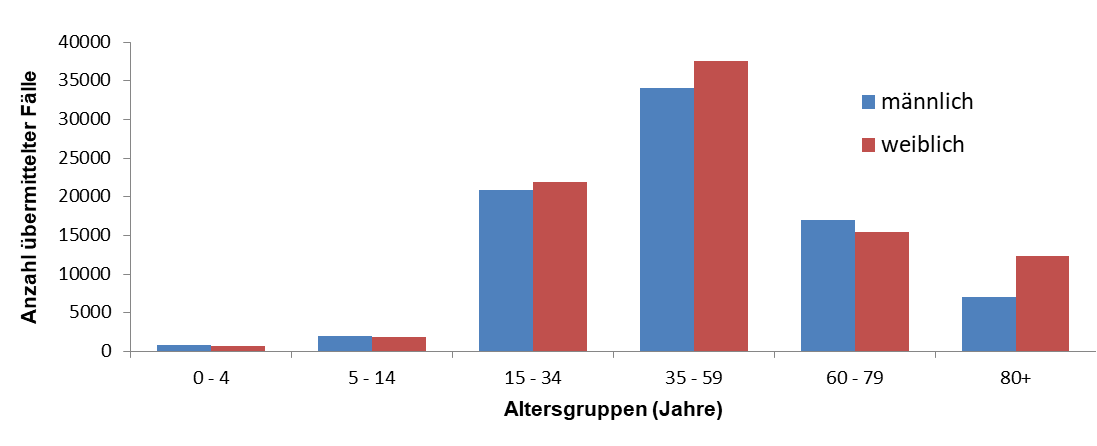 Anzahl übermittelter Fälle
40000
35000
30000
25000
20000
15000
10000
5000
0
0 - 4
5 - 14
15 - 34
35 - 59
60 - 79
80+
Altersgruppen (Jahre)
männlich
weiblich